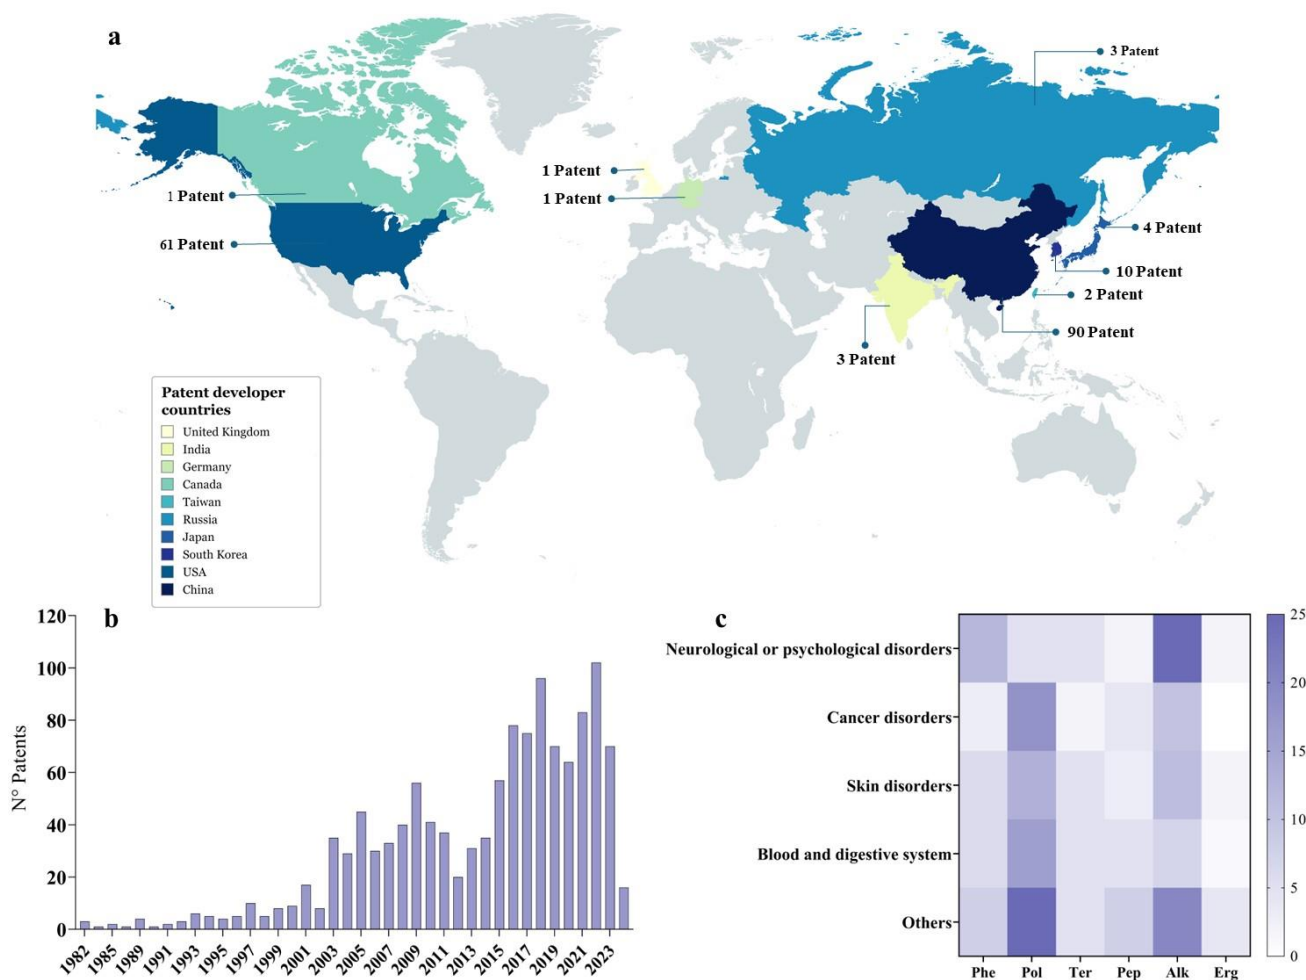 a
3 Patent
1 Patent
1 Patent
1 Patent
4 Patent
61 Patent
10 Patent
2 Patent
90 Patent
3 Patent
Patent developer
countries
United Kingdom
India
Germany
Canada
Taiwan
Russia
Japan
South Korea
USA
China
b
N° Patents
120
100
80
60
40
20
0
1982
1985
1989
1991
1993
1995
1997
1999
2001
2003
2005
2007
2009
2011
2013
2015
2017
2019
2021
2023
c
Neurological or psychological disorders
Cancer disorders
Skin disorders
Blood and digestive system
Others
Phe Pol Ter Pep Alk Erg
25
20
15
10
5
0